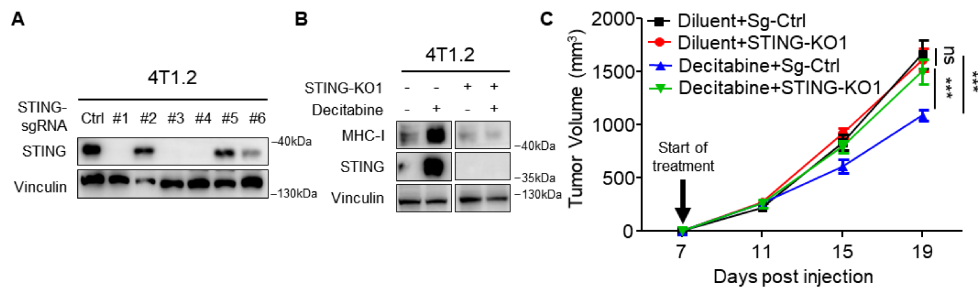 A
4T1.2
STING-
sgRNA
Ctrl #1 #2 #3 #4 #5 #6
STING
–40kDa
Vinculin
–130kDa
B
4T1.2
STING-KO1 - - + +
Decitabine - + - +
MHC-I
–40kDa
STING
–35kDa
Vinculin
–130kDa
C
Tumor Volume (mm³)
2000
1500
1000
500
0
Diluent+Sg-Ctrl
Diluent+STING-KO1
Decitabine+Sg-Ctrl
Decitabine+STING-KO1
ns
***
***
Start of
treatment
7 11 15 19
Days post injection